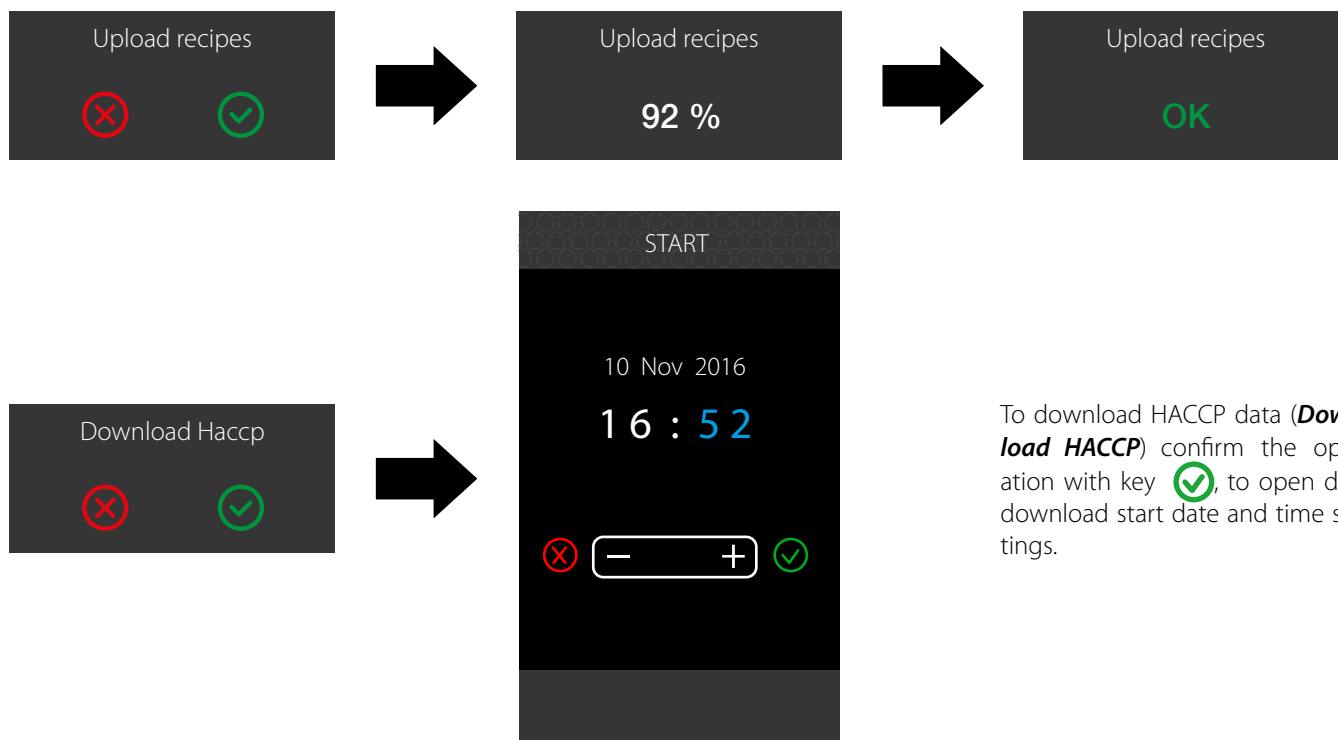 Upload recipes
Upload recipes
92 %
Upload recipes
OK
START
10 Nov 2016
16 : 52
Download Haccp
− +
To download HACCP data (Dow
load HACCP) confirm the op
ation with key , to open d
download start date and time s
tings.